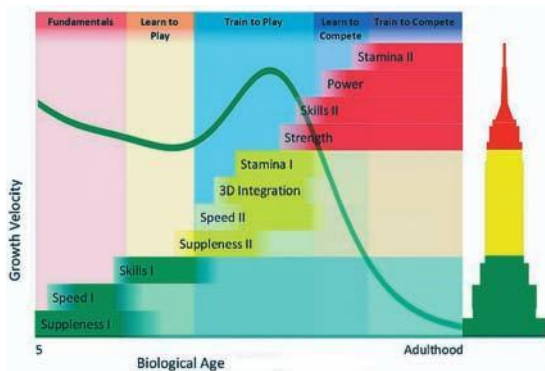 Fundamentals
Learn to
Play
Train to Play
Learn to
Compete
Train to Compete
Stamina II
Power
Skills II
Strength
Stamina I
3D Integration
Speed II
Suppleness II
Skills I
Speed I
Suppleness I
Growth Velocity
5
Biological Age
Adulthood